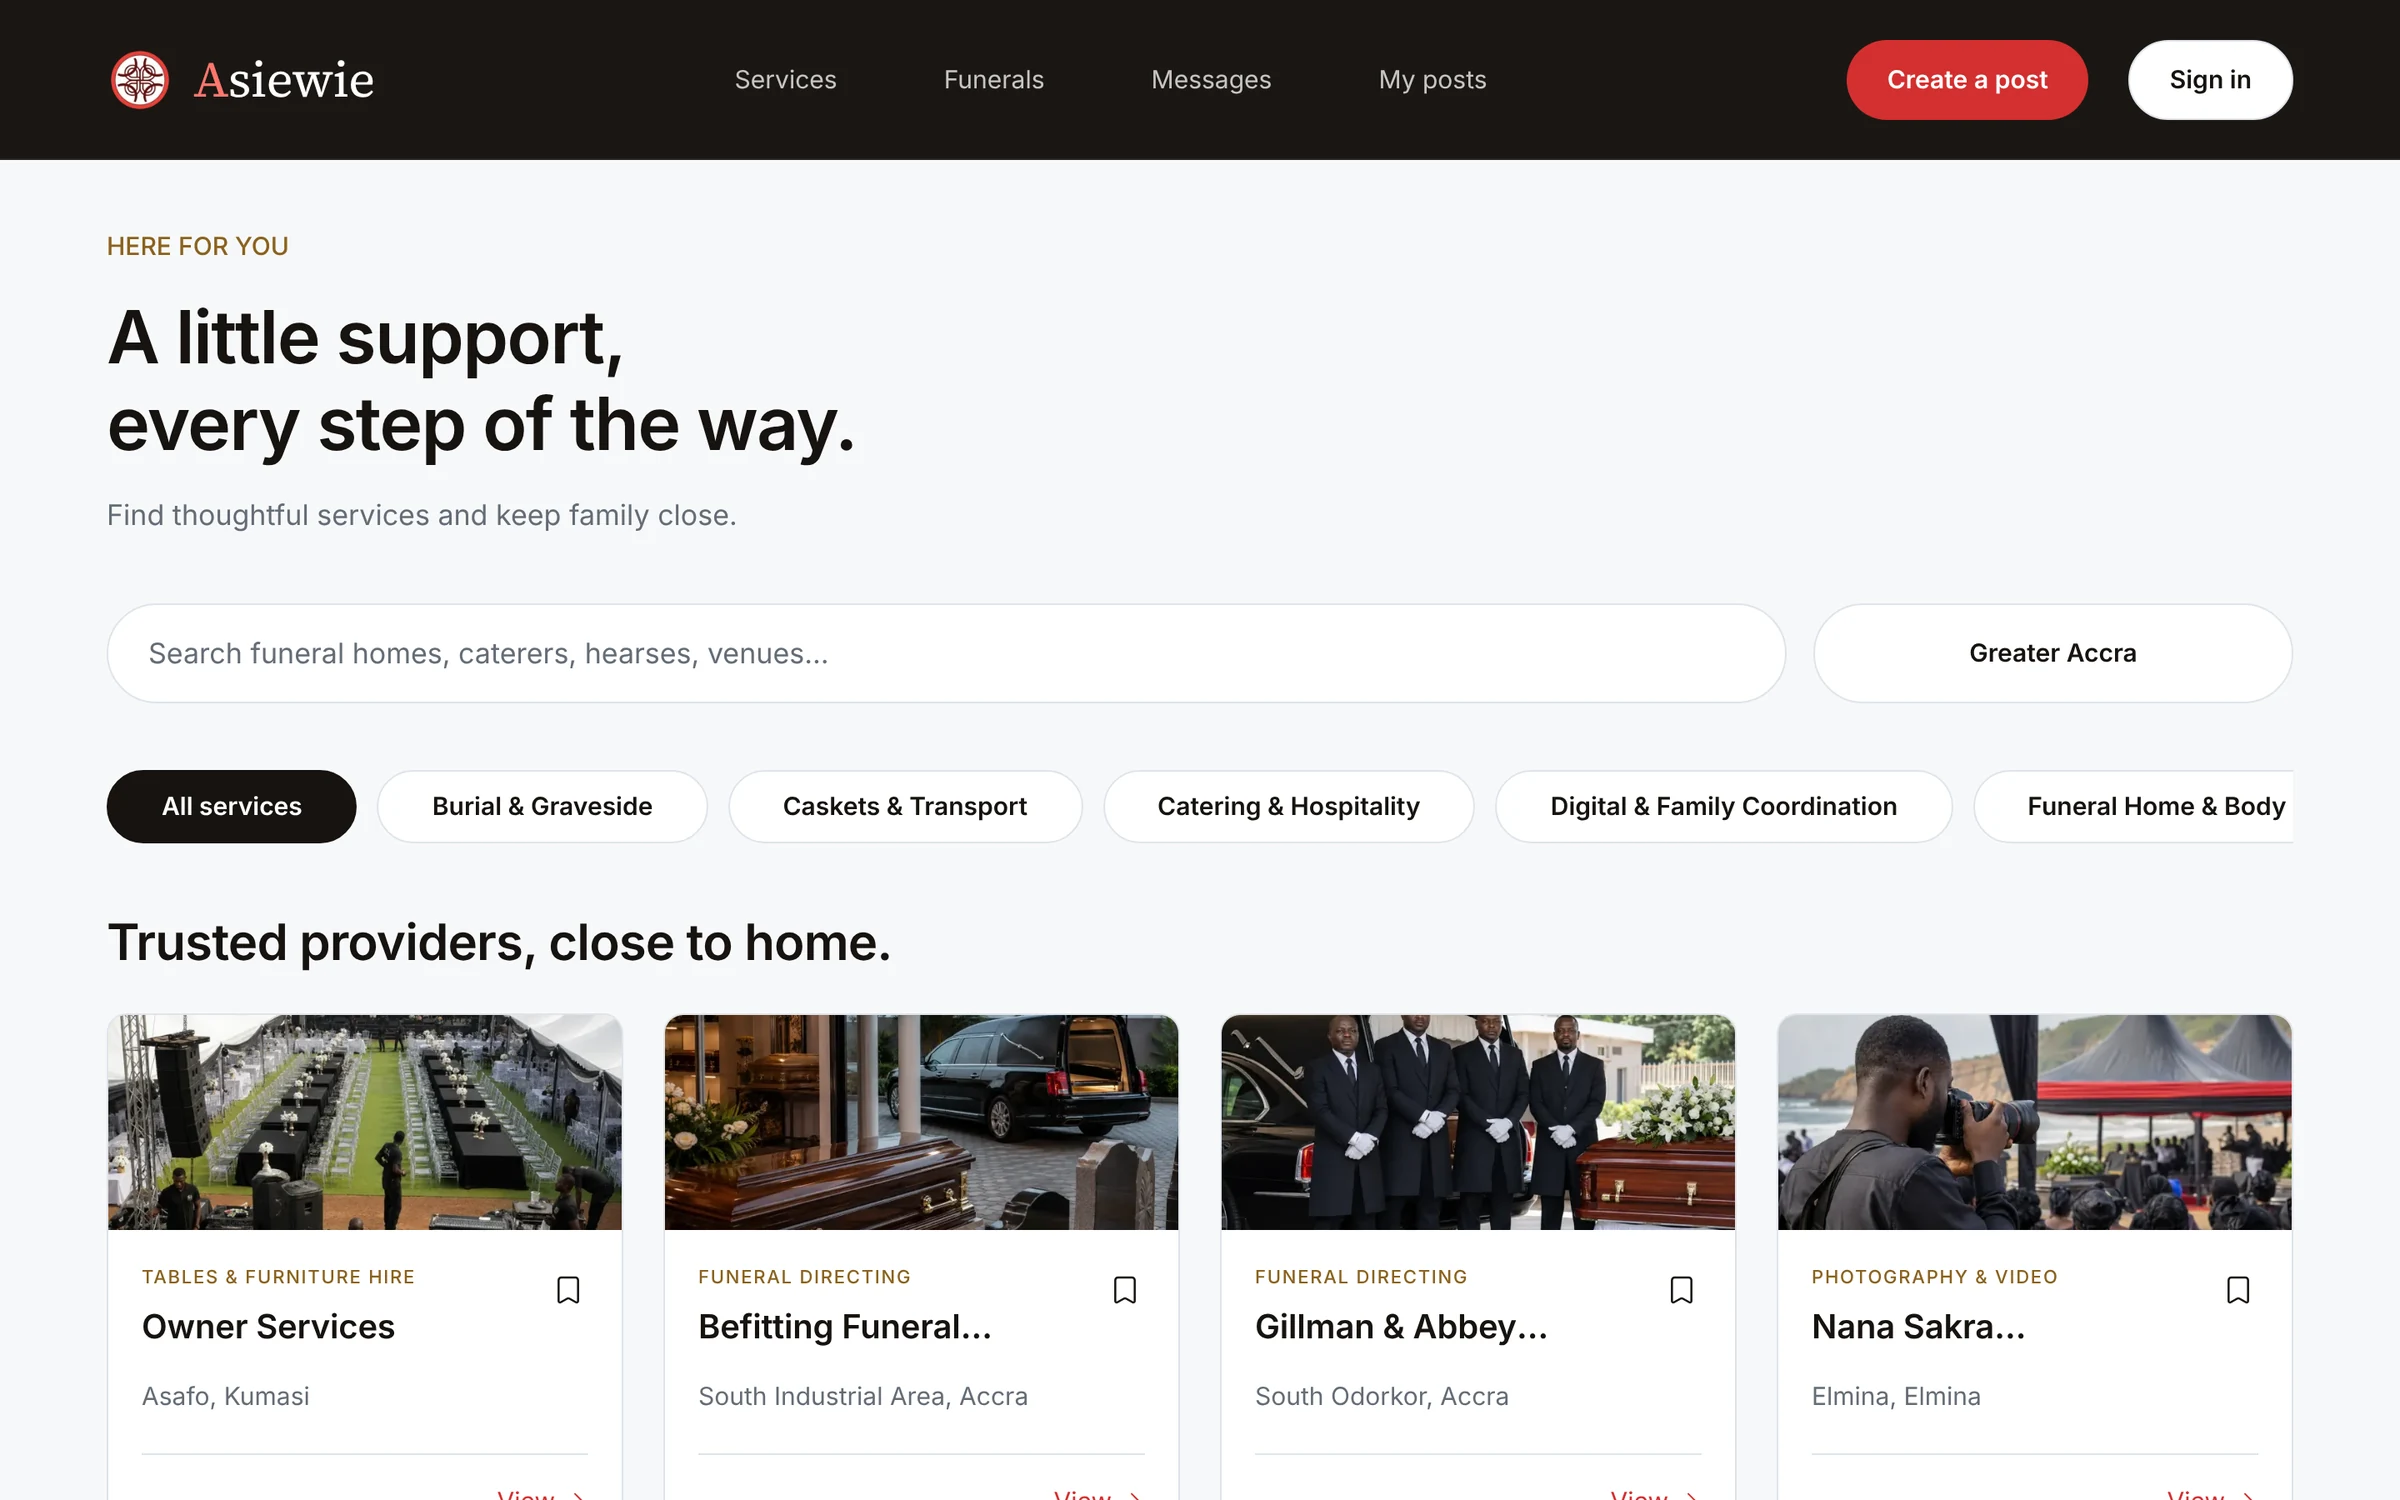 Asiewie
Services
Funerals
Messages
My posts
Create a post
Sign in
HERE FOR YOU
A little support,
every step of the way.
Find thoughtful services and keep family close.
Search funeral homes, caterers, hearses, venues...
Greater Accra
All services
Burial & Graveside
Caskets & Transport
Catering & Hospitality
Digital & Family Coordination
Funeral Home & Body
Trusted providers, close to home.
TABLES & FURNITURE HIRE
Owner Services
Asafo, Kumasi
View
FUNERAL DIRECTING
Befitting Funeral...
South Industrial Area, Accra
View
FUNERAL DIRECTING
Gillman & Abbey...
South Odorkor, Accra
View
PHOTOGRAPHY & VIDEO
Nana Sakra...
Elmina, Elmina
View